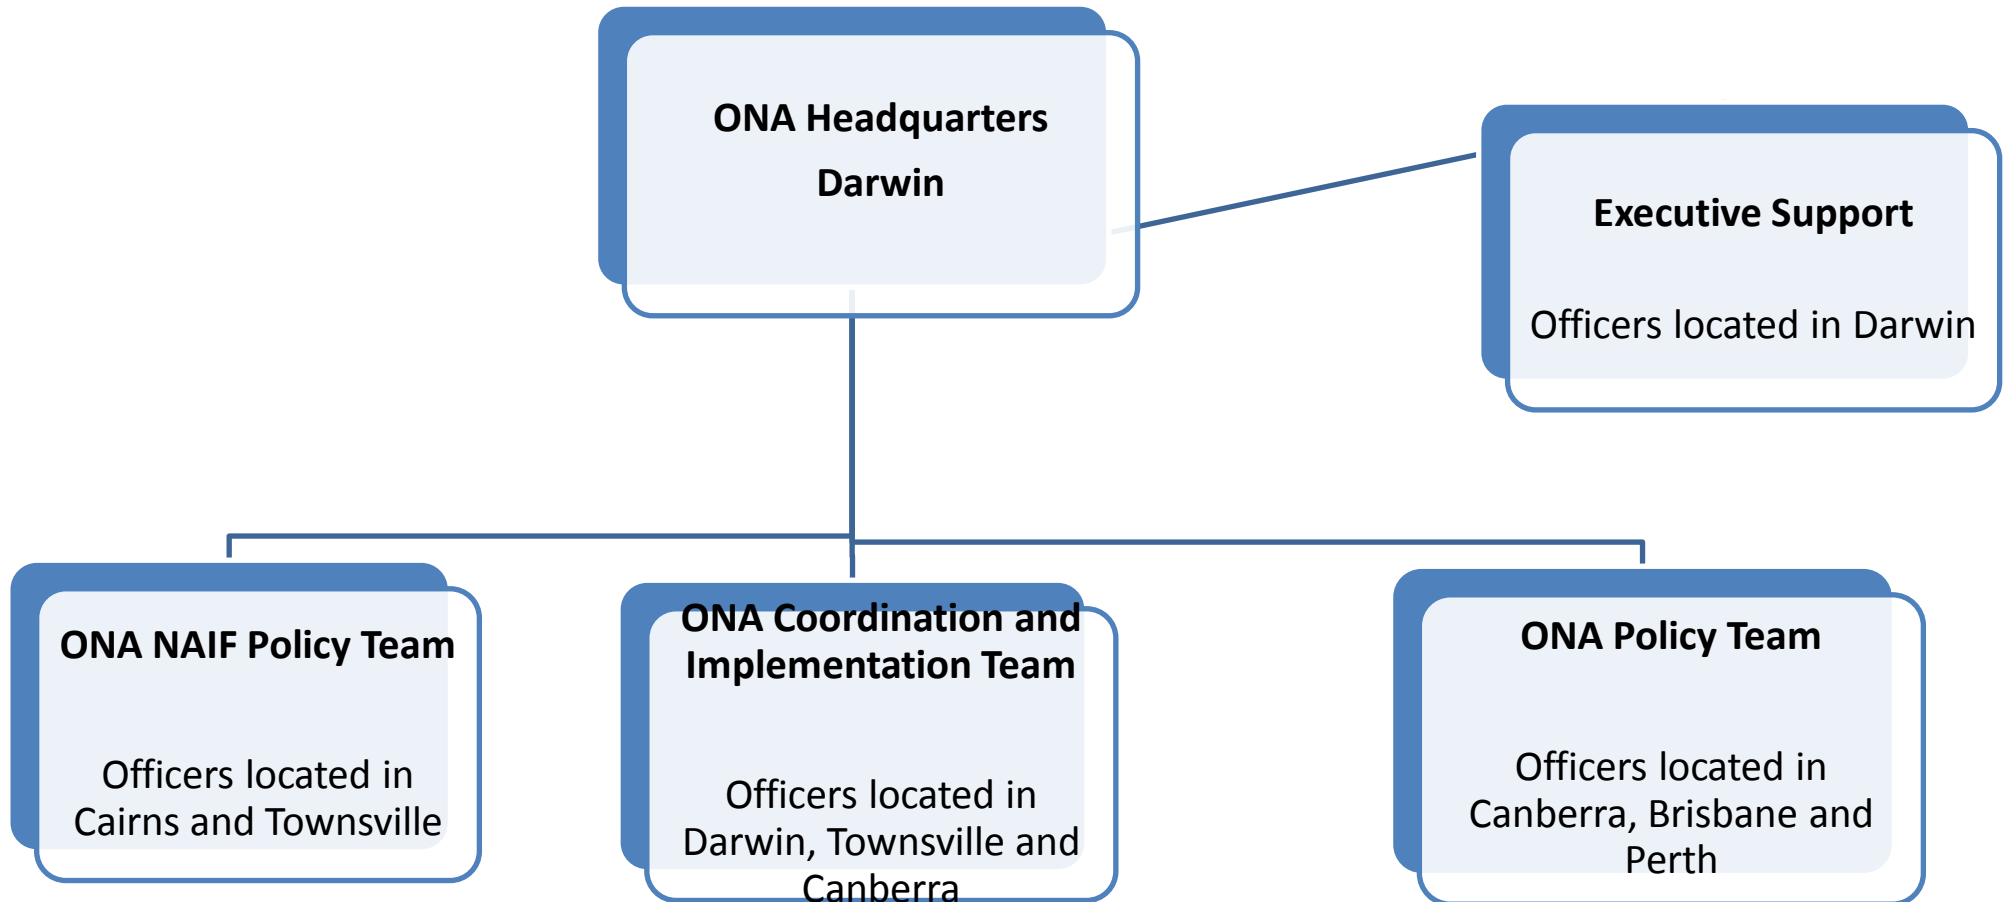 ONA Headquarters
Darwin
Executive Support
Officers located in Darwin
ONA NAIF Policy Team
Officers located in
Cairns and Townsville
ONA Coordination and
Implementation Team
Officers located in
Darwin, Townsville and
Canberra
ONA Policy Team
Officers located in
Canberra, Brisbane and
Perth